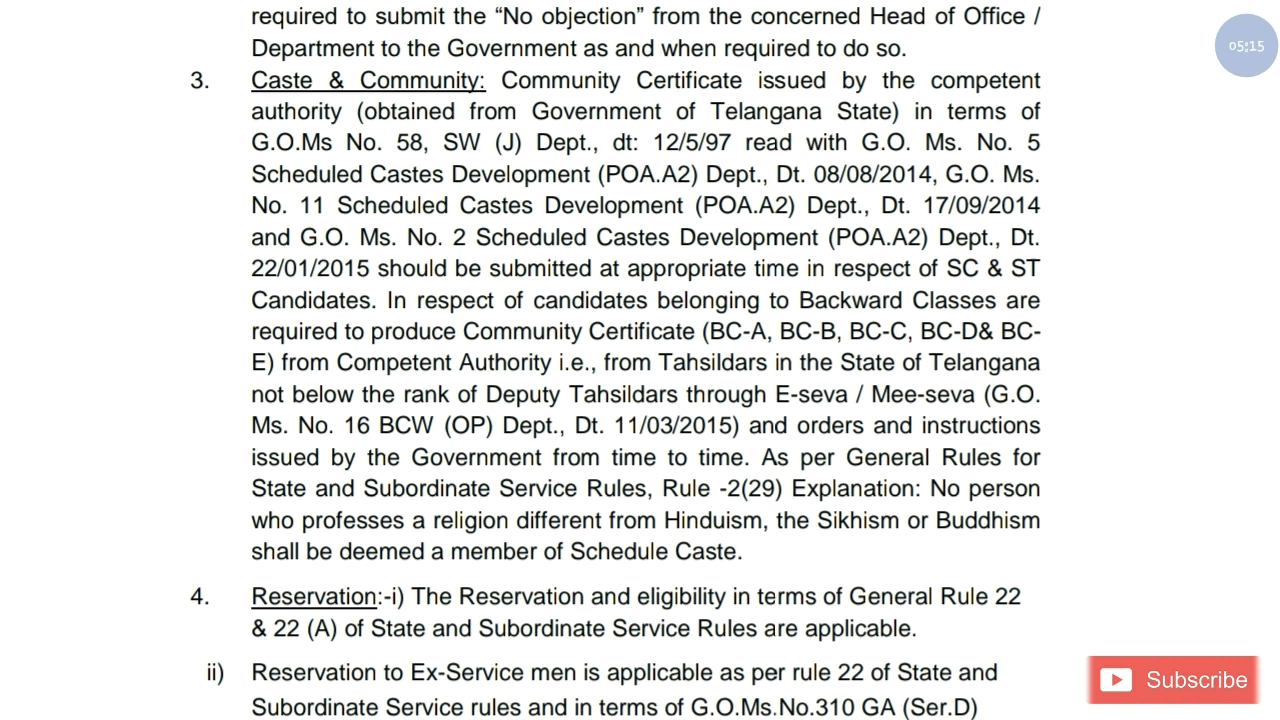 required to submit the “No objection” from the concerned Head of Office /
Department to the Government as and when required to do so.
05:15
3. Caste & Community: Community Certificate issued by the competent
authority (obtained from Government of Telangana State) in terms of
G.O.Ms No. 58, SW (J) Dept., dt: 12/5/97 read with G.O. Ms. No. 5
Scheduled Castes Development (POA.A2) Dept., Dt. 08/08/2014, G.O. Ms.
No. 11 Scheduled Castes Development (POA.A2) Dept., Dt. 17/09/2014
and G.O. Ms. No. 2 Scheduled Castes Development (POA.A2) Dept., Dt.
22/01/2015 should be submitted at appropriate time in respect of SC & ST
Candidates. In respect of candidates belonging to Backward Classes are
required to produce Community Certificate (BC-A, BC-B, BC-C, BC-D& BC-
E) from Competent Authority i.e., from Tahsildars in the State of Telangana
not below the rank of Deputy Tahsildars through E-seva / Mee-seva (G.O.
Ms. No. 16 BCW (OP) Dept., Dt. 11/03/2015) and orders and instructions
issued by the Government from time to time. As per General Rules for
State and Subordinate Service Rules, Rule -2(29) Explanation: No person
who professes a religion different from Hinduism, the Sikhism or Buddhism
shall be deemed a member of Schedule Caste.
4. Reservation:-i) The Reservation and eligibility in terms of General Rule 22
& 22 (A) of State and Subordinate Service Rules are applicable.
ii) Reservation to Ex-Service men is applicable as per rule 22 of State and
Subordinate Service rules and in terms of G.O.Ms.No.310 GA (Ser.D)
Subscribe